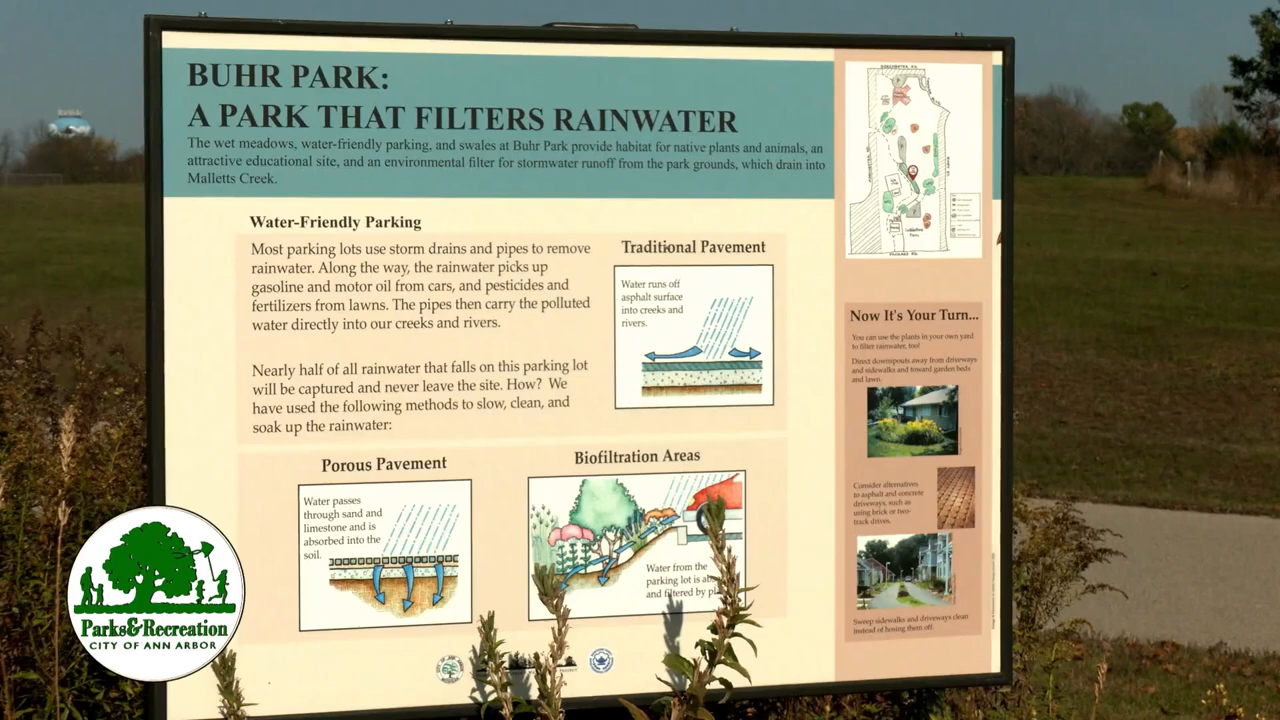 BUHR PARK:
A PARK THAT FILTERS RAINWATER
The wet meadows, water-friendly parking, and swales at Buhr Park provide habitat for native plants and animals, an
attractive educational site, and an environmental filter for stormwater runoff from the park grounds, which drain into
Malletts Creek.
Water-Friendly Parking
Most parking lots use storm drains and pipes to remove
rainwater. Along the way, the rainwater picks up
gasoline and motor oil from cars, and pesticides and
fertilizers from lawns. The pipes then carry the polluted
water directly into our creeks and rivers.
Nearly half of all rainwater that falls on this parking lot
will be captured and never leave the site. How? We
have used the following methods to slow, clean, and
soak up the rainwater:
Traditional Pavement
Water runs off
asphalt surface
into creeks and
rivers.
Porous Pavement
Water passes
through sand and
limestone and is
absorbed into the
soil.
Biofiltration Areas
Water from the
parking lot is
and filtered by
Now It's Your Turn...
You can use the plants in your own yard
to filter rainwater, too!
Direct downspouts away from driveways
and sidewalks and toward garden beds
and lawn.
Consider alternatives
to asphalt and concrete
driveways, such as
using brick or two-
track drives.
Sweep sidewalks and driveways clean
instead of hosing them off.
Parks&Recreation
CITY OF ANN ARBOR